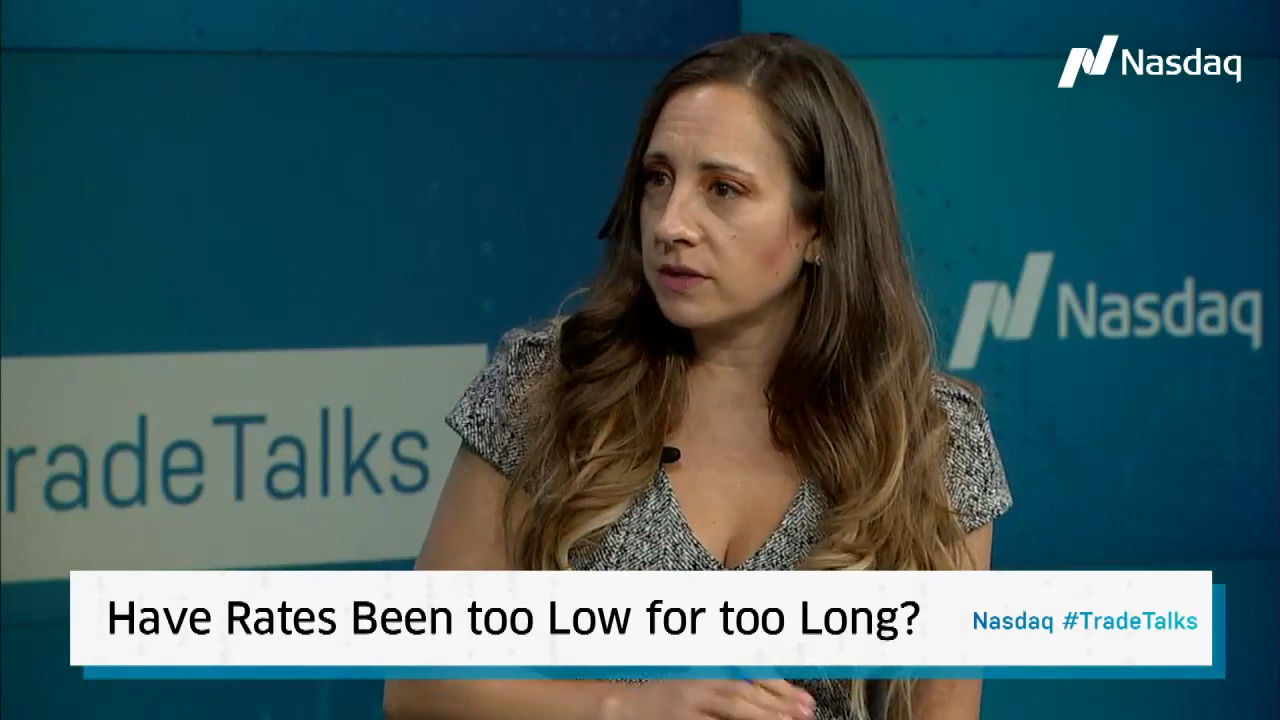 Nasdaq
Nasdaq
radeTalks
Have Rates Been too Low for too Long?
Nasdaq #TradeTalks